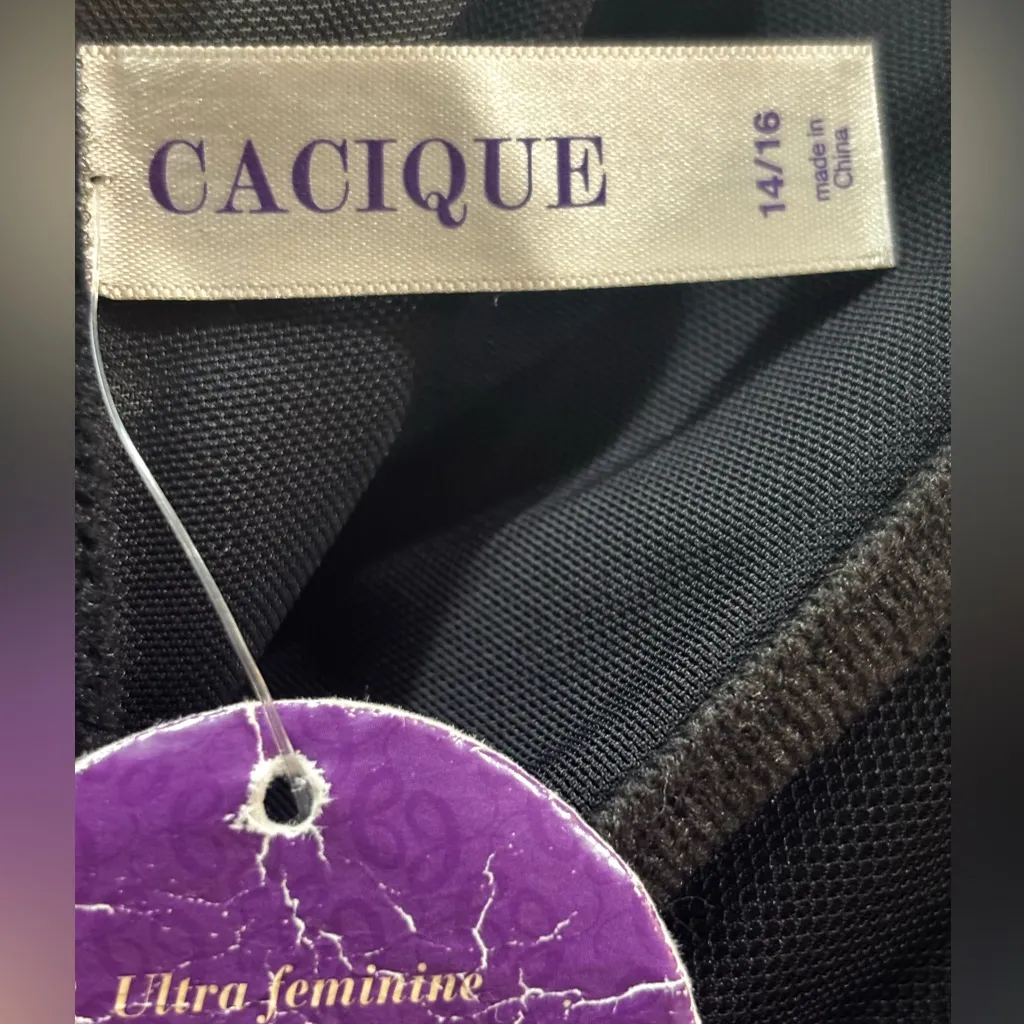 CACIQUE
14/16
made in
China
Ultra feminine